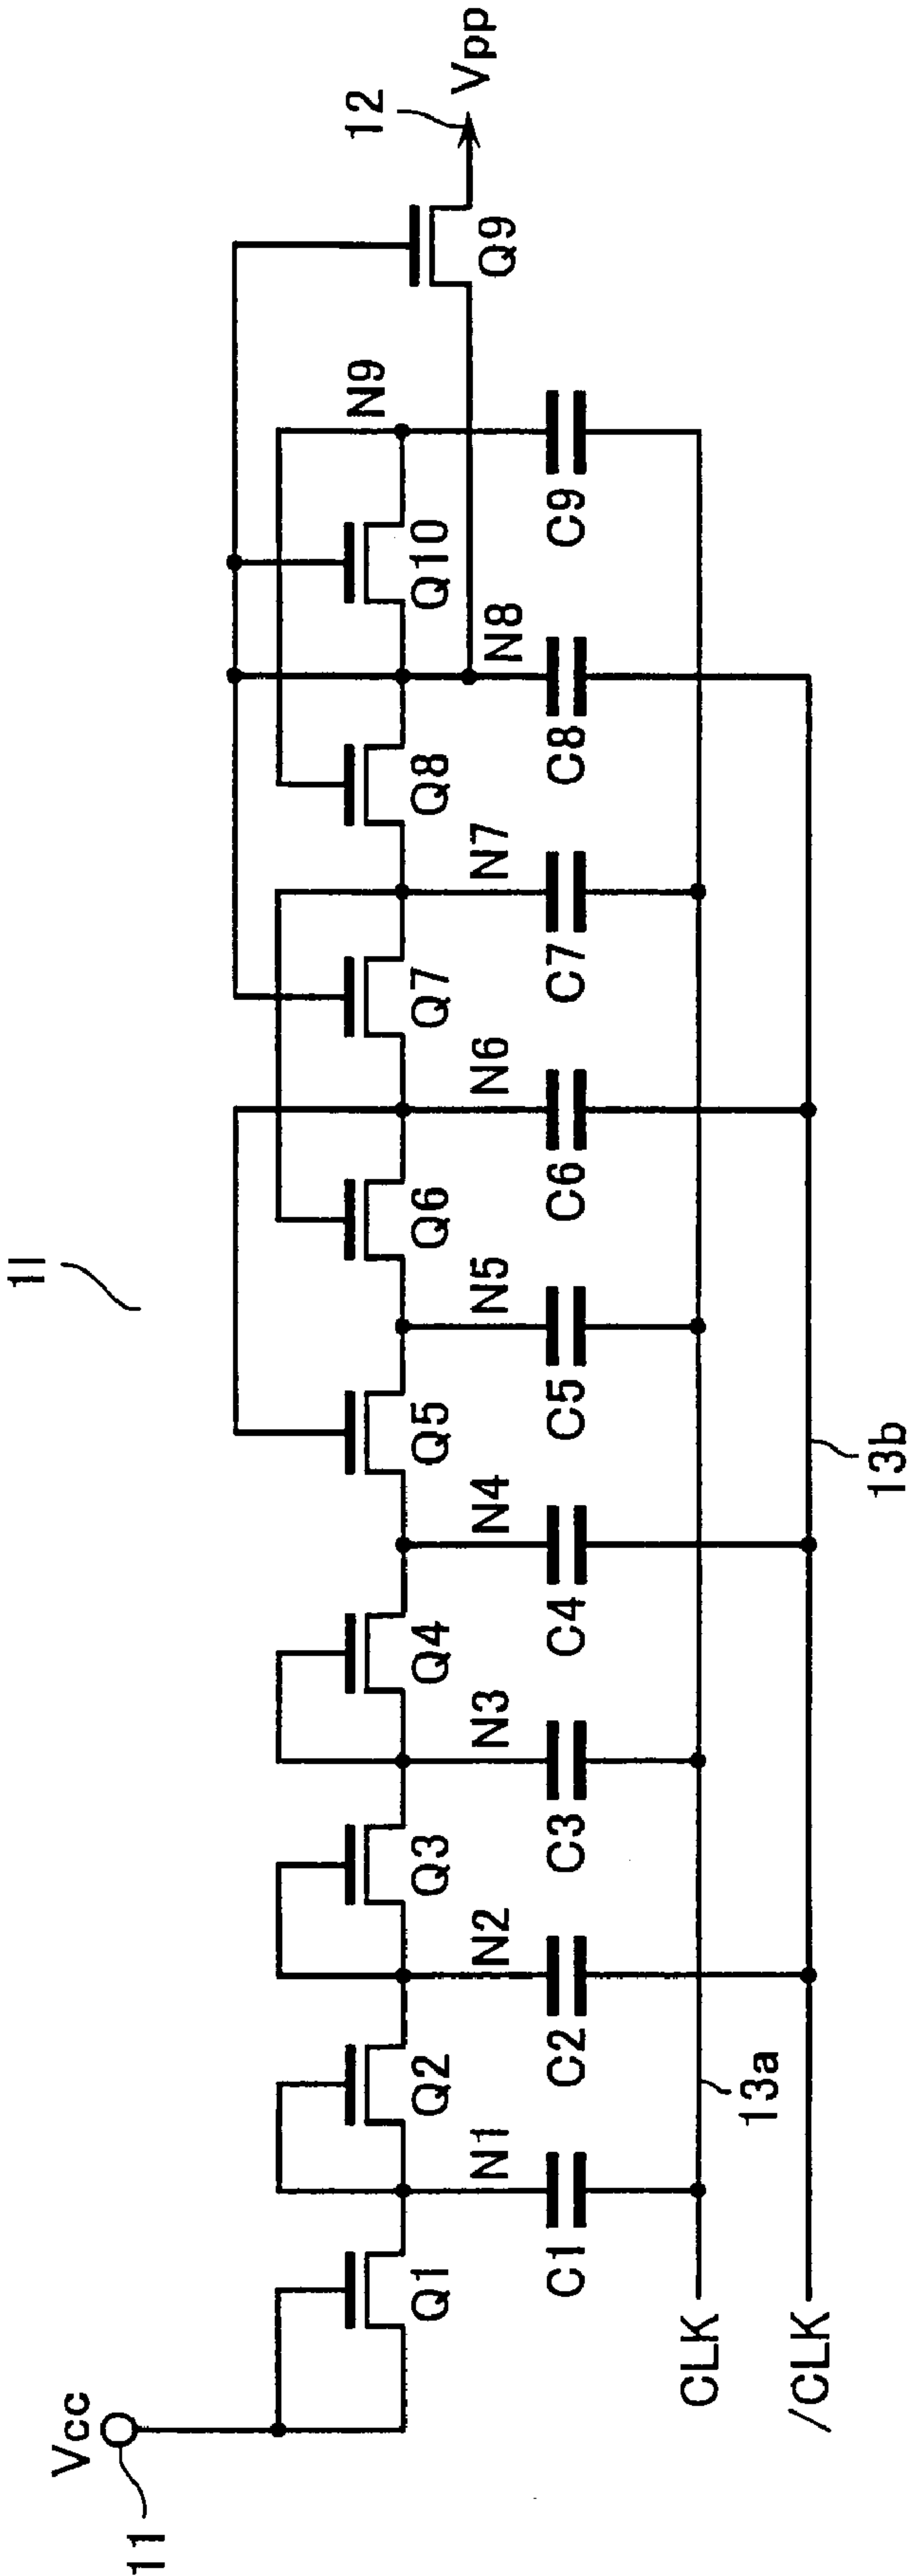 1I
11
Vcc
12
Vpp
Q1
Q2
Q3
Q4
Q5
Q6
Q7
Q8
Q10
Q9
N1
N2
N3
N4
N5
N6
N7
N8
N9
C1
C2
C3
C4
C5
C6
C7
C8
C9
CLK
13a
/CLK
13b